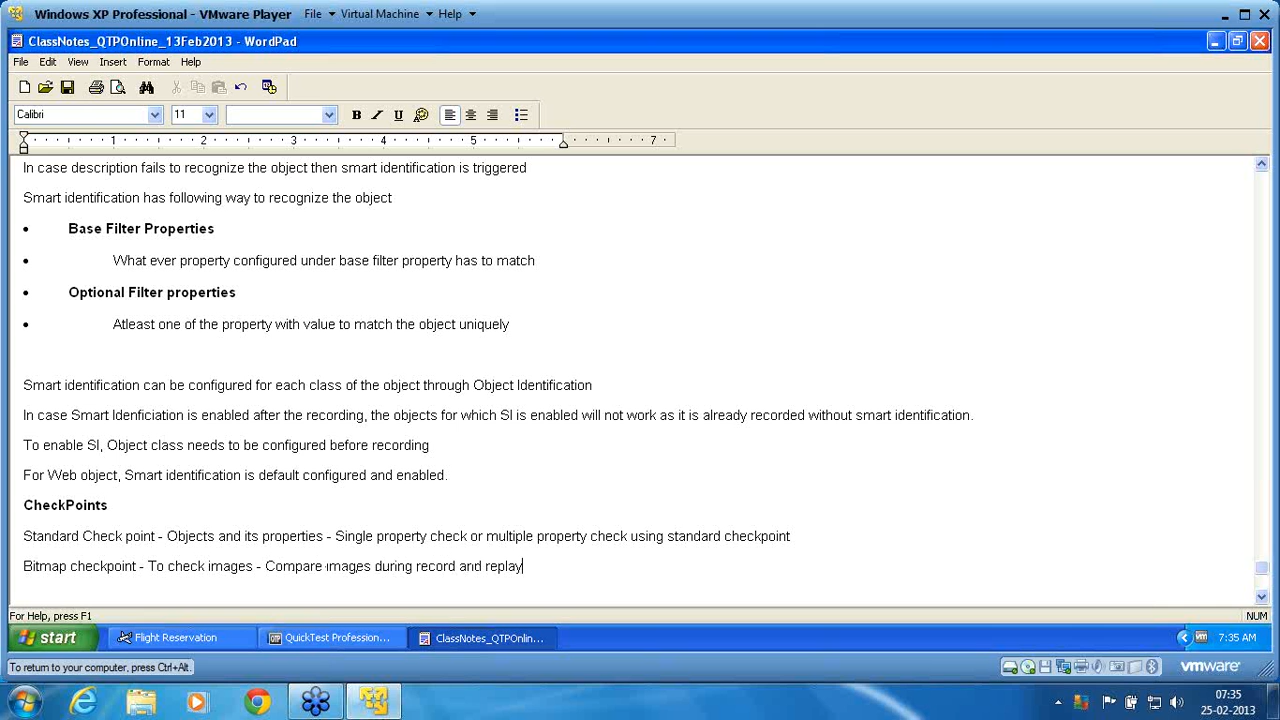 Windows XP Professional - VMware Player File Virtual Machine Help
ClassNotes_QTPOnline_13Feb2013 - WordPad
File Edit View Insert Format Help
Calibri 11 B I U
1 2 3 4 5 7
In case description fails to recognize the object then smart identification is triggered
Smart identification has following way to recognize the object
• Base Filter Properties
• What ever property configured under base filter property has to match
• Optional Filter properties
• Atleast one of the property with value to match the object uniquely
Smart identification can be configured for each class of the object through Object Identification
In case Smart Idenficiation is enabled after the recording, the objects for which SI is enabled will not work as it is already recorded without smart identification.
To enable SI, Object class needs to be configured before recording
For Web object, Smart identification is default configured and enabled.
CheckPoints
Standard Check point - Objects and its properties - Single property check or multiple property check using standard checkpoint
Bitmap checkpoint - To check images - Compare images during record and replay
For Help, press F1 NUM
start Flight Reservation QuickTest Profession... ClassNotes_QTPOnlin... 7:35 AM
To return to your computer, press Ctrl+Alt. vmware
07:35
25-02-2013